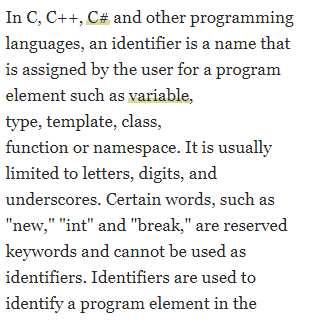 In C, C++, C# and other programming
languages, an identifier is a name that
is assigned by the user for a program
element such as variable,
type, template, class,
function or namespace. It is usually
limited to letters, digits, and
underscores. Certain words, such as
"new," "int" and "break," are reserved
keywords and cannot be used as
identifiers. Identifiers are used to
identify a program element in the